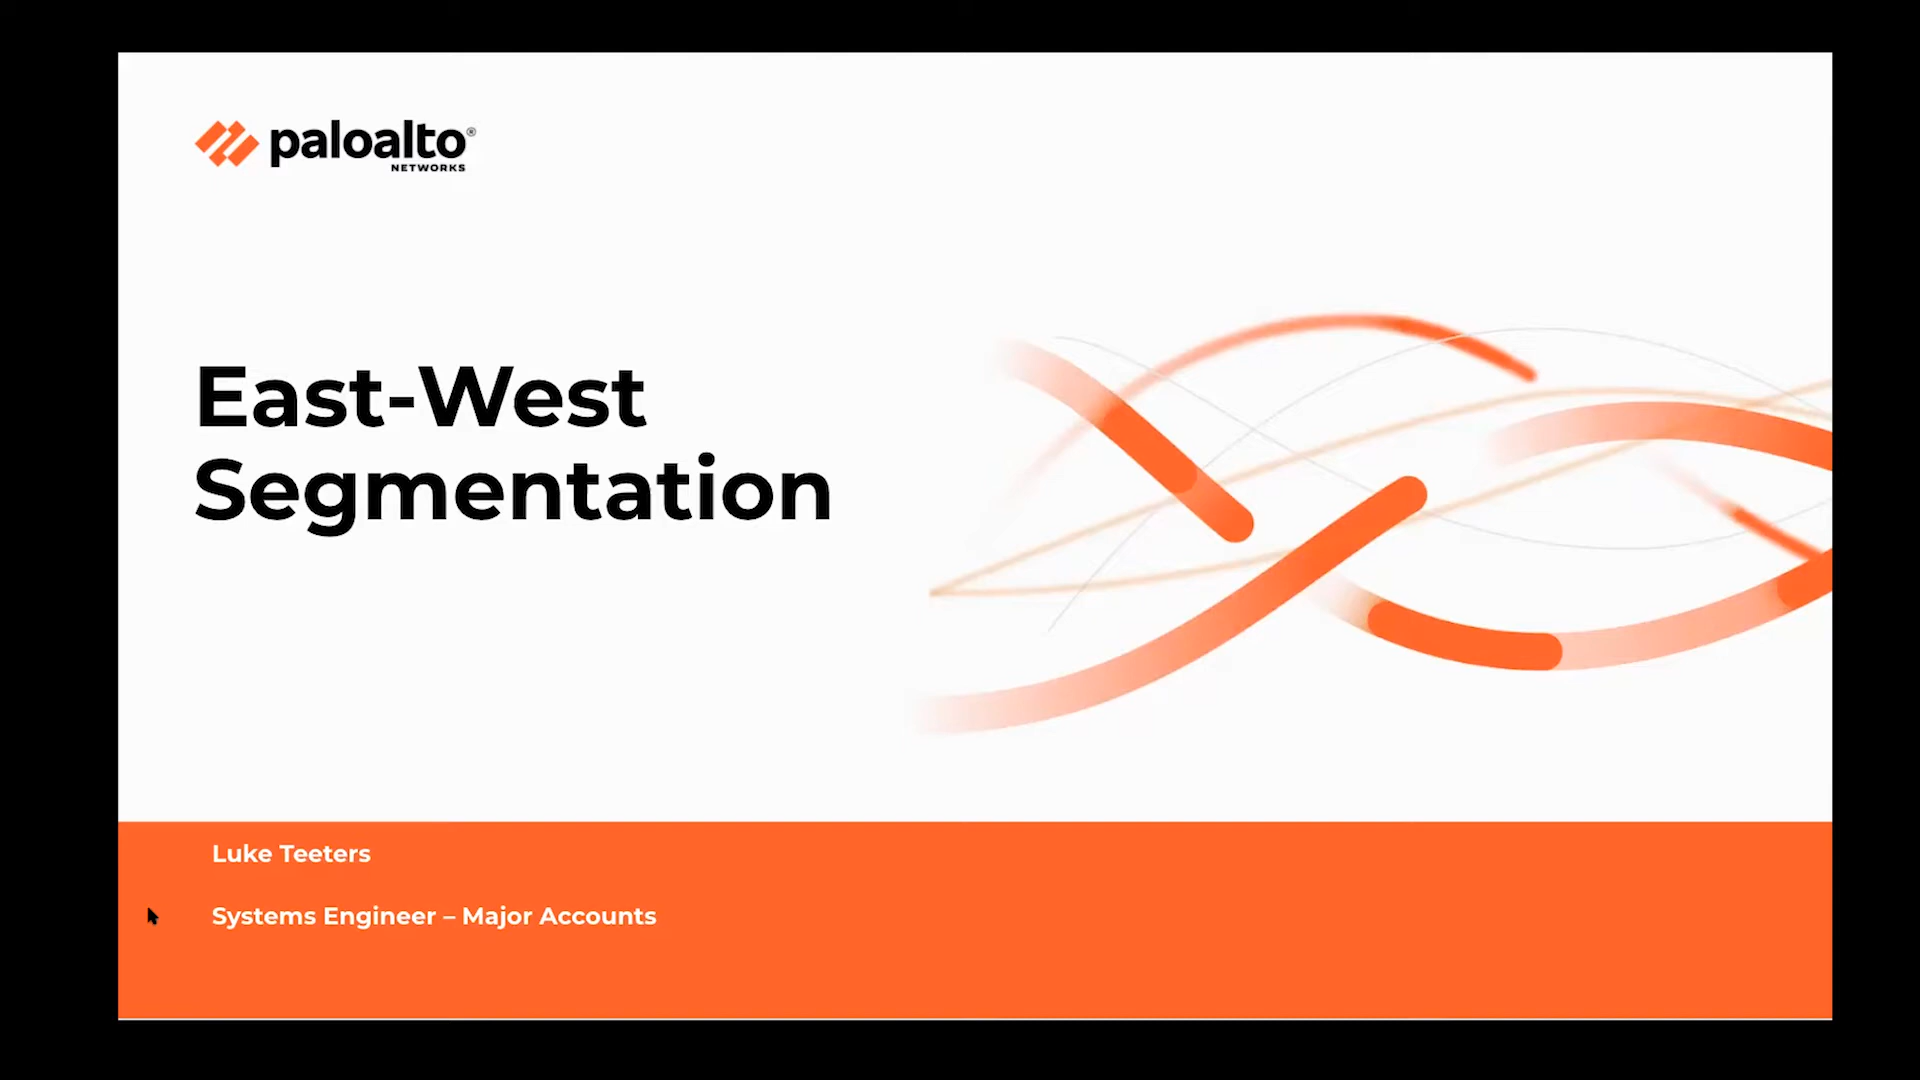 paloalto®
NETWORKS
East-West
Segmentation
Luke Teeters
Systems Engineer – Major Accounts